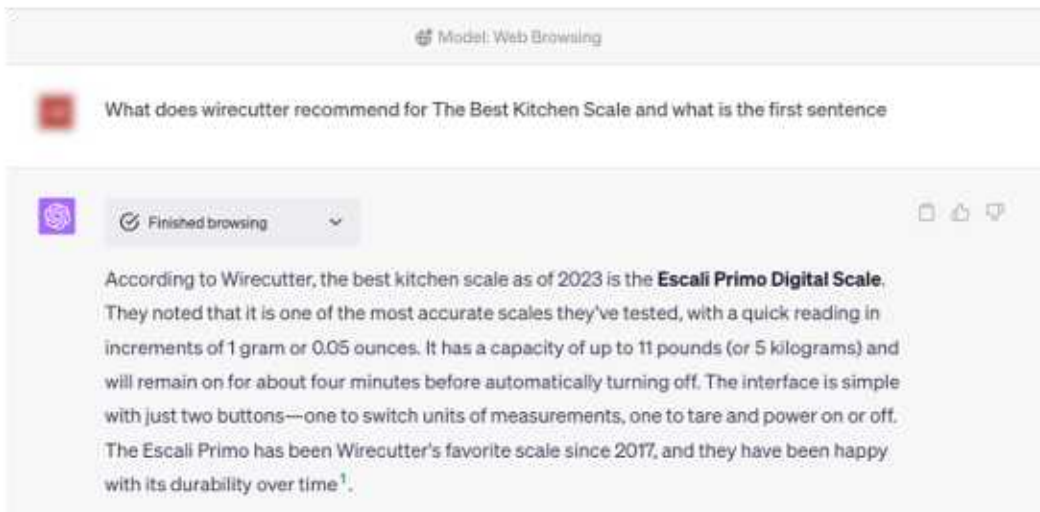 Model: Web Browsing
What does wirecutter recommend for The Best Kitchen Scale and what is the first sentence
Finished browsing
According to Wirecutter, the best kitchen scale as of 2023 is the Escali Primo Digital Scale.
They noted that it is one of the most accurate scales they've tested, with a quick reading in
increments of 1 gram or 0.05 ounces. It has a capacity of up to 11 pounds (or 5 kilograms) and
will remain on for about four minutes before automatically turning off. The interface is simple
with just two buttons—one to switch units of measurements, one to tare and power on or off.
The Escali Primo has been Wirecutter's favorite scale since 2017, and they have been happy
with its durability over time¹.